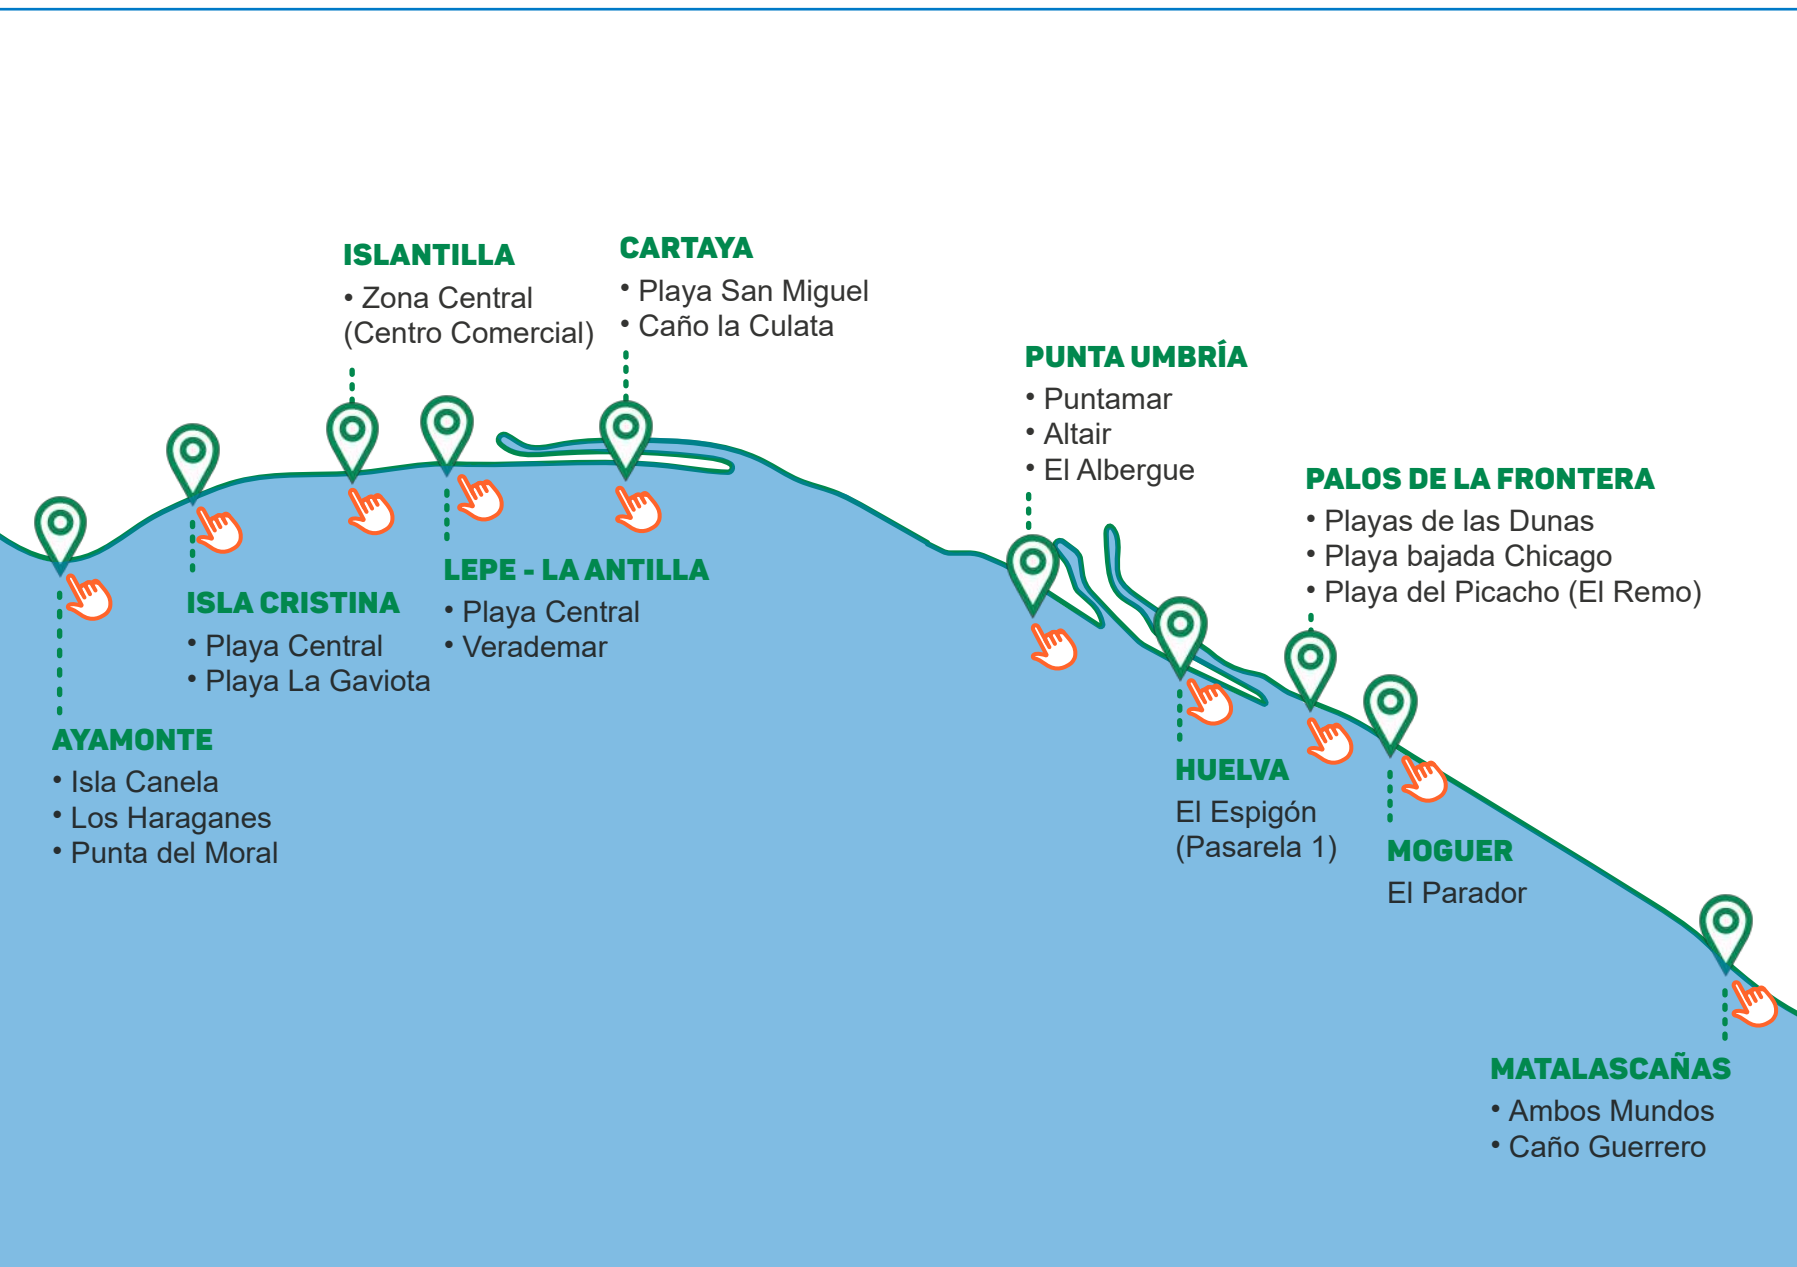 ISLANTILLA
• Zona Central
(Centro Comercial)
CARTAYA
• Playa San Miguel
• Caño la Culata
PUNTA UMBRÍA
• Puntamar
• Altair
• El Albergue
PALOS DE LA FRONTERA
• Playas de las Dunas
• Playa bajada Chicago
• Playa del Picacho (El Remo)
LEPE - LA ANTILLA
• Playa Central
• Verademar
ISLA CRISTINA
• Playa Central
• Playa La Gaviota
AYAMONTE
• Isla Canela
• Los Haraganes
• Punta del Moral
HUELVA
El Espigón
(Pasarela 1)
MOGUER
El Parador
MATALASCAÑAS
• Ambos Mundos
• Caño Guerrero